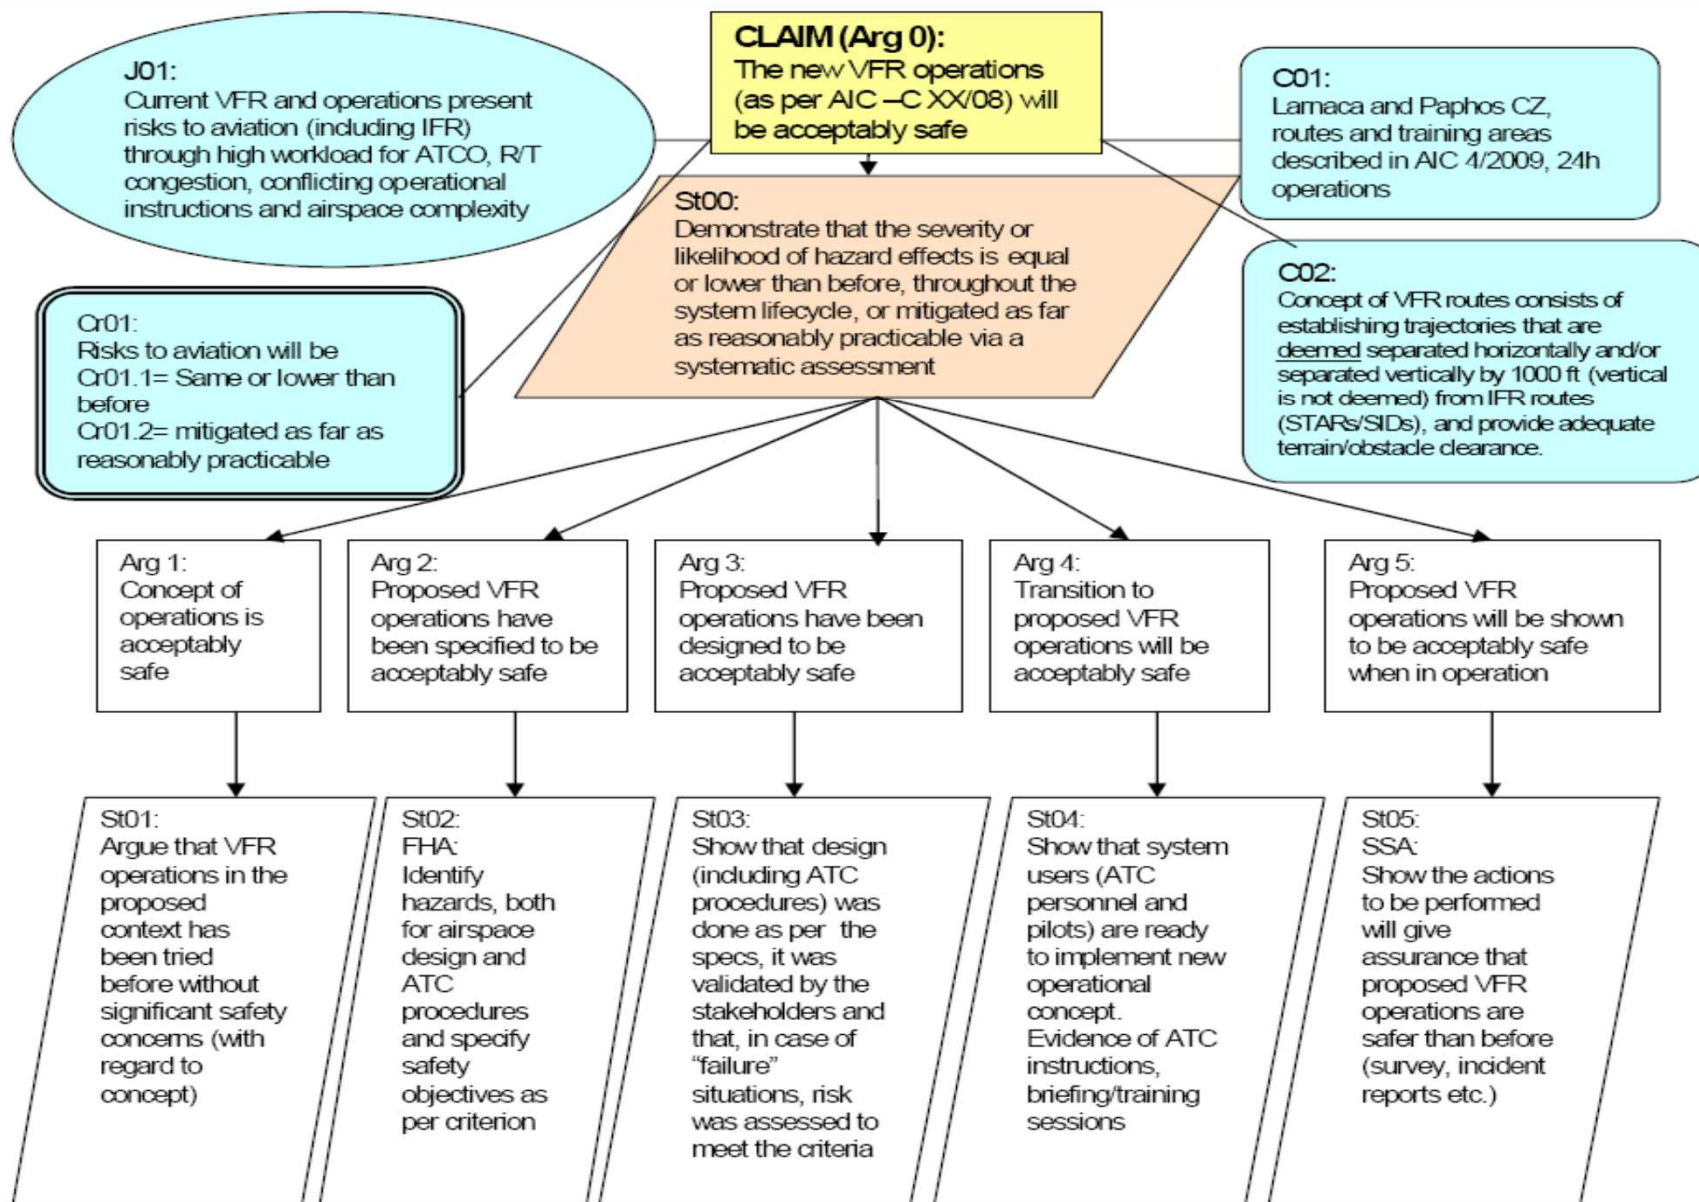 CLAIM (Arg 0):
The new VFR operations
(as per AIC –C XX/08) will
be acceptably safe
J01:
Current VFR and operations present
risks to aviation (including IFR)
through high workload for ATCO, R/T
congestion, conflicting operational
instructions and airspace complexity
C01:
Larnaca and Paphos CZ,
routes and training areas
described in AIC 4/2009, 24h
operations
St00:
Demonstrate that the severity or
likelihood of hazard effects is equal
or lower than before, throughout the
system lifecycle, or mitigated as far
as reasonably practicable via a
systematic assessment
C02:
Concept of VFR routes consists of
establishing trajectories that are
deemed separated horizontally and/or
separated vertically by 1000 ft (vertical
is not deemed) from IFR routes
(STARs/SIDs), and provide adequate
terrain/obstacle clearance.
Cr01:
Risks to aviation will be
Cr01.1= Same or lower than
before
Cr01.2= mitigated as far as
reasonably practicable
Arg 1:
Concept of
operations is
acceptably
safe
Arg 2:
Proposed VFR
operations have
been specified to be
acceptably safe
Arg 3:
Proposed VFR
operations have been
designed to be
acceptably safe
Arg 4:
Transition to
proposed VFR
operations will be
acceptably safe
Arg 5:
Proposed VFR
operations will be shown
to be acceptably safe
when in operation
St01:
Argue that VFR
operations in the
proposed
context has
been tried
before without
significant safety
concerns (with
regard to
concept)
St02:
FHA:
Identify
hazards, both
for airspace
design and
ATC
procedures
and specify
safety
objectives as
per criterion
St03:
Show that design
(including ATC
procedures) was
done as per the
specs, it was
validated by the
stakeholders and
that, in case of
“failure”
situations, risk
was assessed to
meet the criteria
St04:
Show that system
users (ATC
personnel and
pilots) are ready
to implement new
operational
concept.
Evidence of ATC
instructions,
briefing/training
sessions
St05:
SSA:
Show the actions
to be performed
will give
assurance that
proposed VFR
operations are
safer than before
(survey, incident
reports etc.)